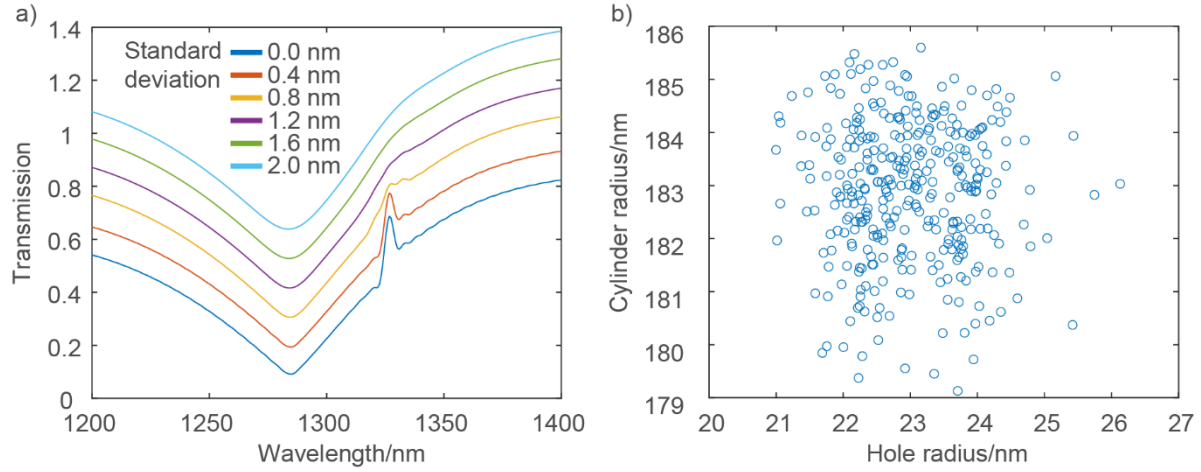 a)
Transmission
1.4
1.2
1
0.8
0.6
0.4
0.2
0
Standard
deviation
0.0 nm
0.4 nm
0.8 nm
1.2 nm
1.6 nm
2.0 nm
1200
1250
1300
1350
1400
Wavelength/nm
b)
Cylinder radius/nm
186
185
184
183
182
181
180
179
20
21
22
23
24
25
26
27
Hole radius/nm